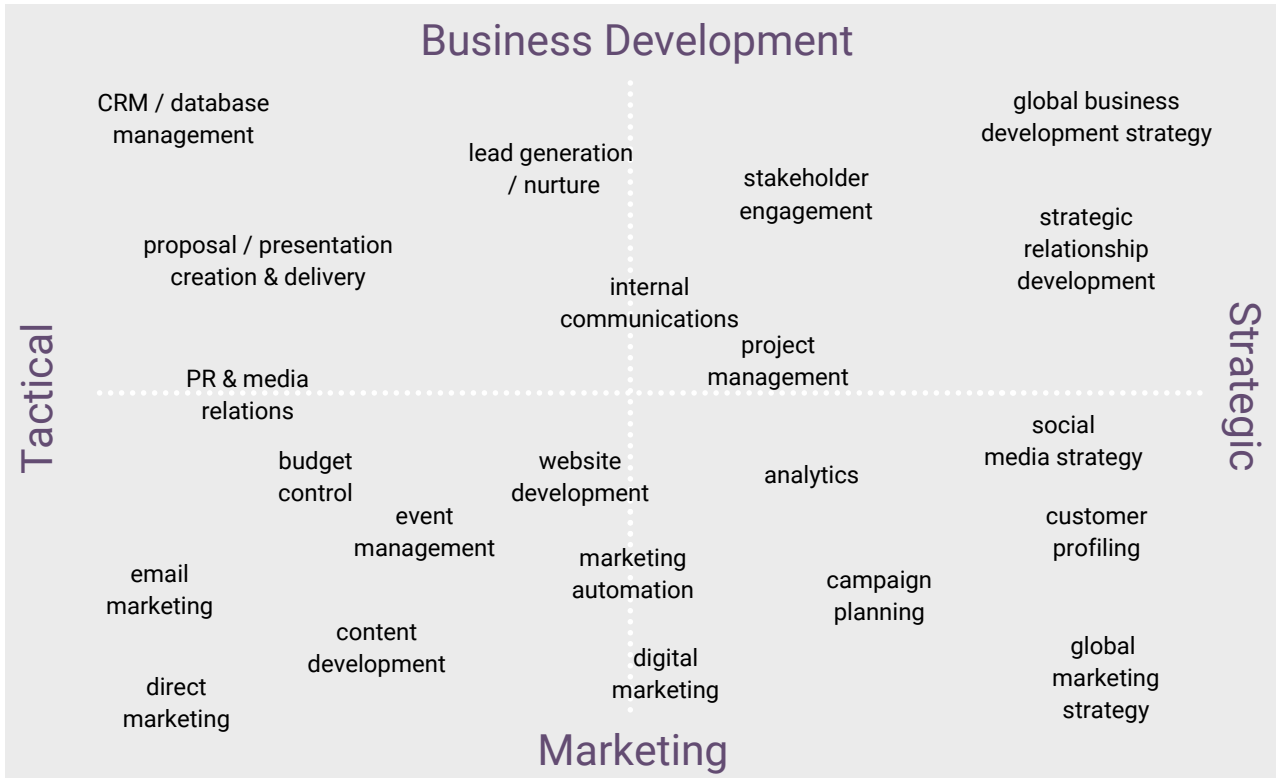 Business Development
CRM / database
management
global business
development strategy
lead generation
/ nurture
stakeholder
engagement
strategic
relationship
development
proposal / presentation
creation & delivery
internal
communications
project
management
Tactical
Strategic
PR & media
relations
social
media strategy
budget
control
website
development
analytics
event
management
customer
profiling
marketing
automation
email
marketing
campaign
planning
content
development
digital
marketing
global
marketing
strategy
direct
marketing
Marketing